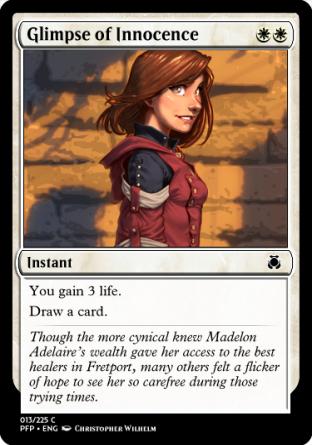 Glimpse of Innocence
Instant
You gain 3 life.
Draw a card.
Though the more cynical knew Madelon
Adelaire's wealth gave her access to the best
healers in Fretport, many others felt a flicker
of hope to see her so carefree during those
trying times.
013/225 C
PFP • ENG Christopher Wilhelm